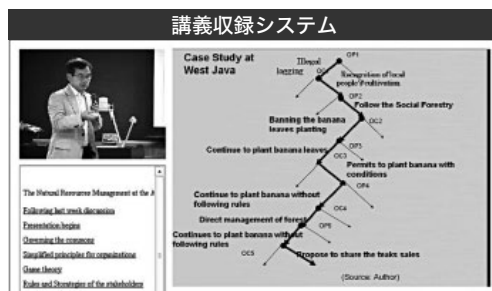 講義収録システム
Case Study at
West Java
OP1
Illegal
logging
OC1
Recognition of local
people's cultivation
OP2
Follow the Social Forestry
Banning the banana
leaves planting
OC2
OP3
Continue to plant banana leaves
OC3
Permits to plant banana with
conditions
OP4
Continue to plant banana without
following rules
OC4
Direct management of forest
OP5
Continues to plant banana without
following rules
OC5
Propose to share the teaks sales
(Source: Author)
The Natural Resources Management at the
Following last week discussion
Presentation begins
Governing the commons
Simplified principles for organizations
Game theory
Rules and Strategies of the stakeholders